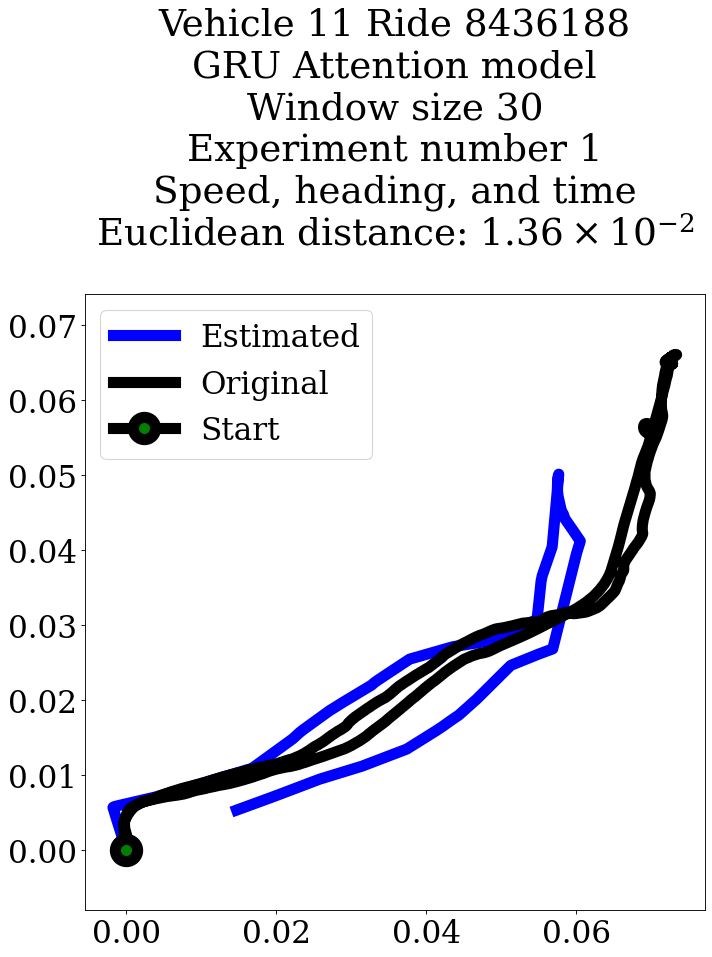 Vehicle 11 Ride 8436188
GRU Attention model
Window size 30
Experiment number 1
Speed, heading, and time
Euclidean distance: 1.36 × 10⁻²
Estimated
Original
Start
0.07
0.06
0.05
0.04
0.03
0.02
0.01
0.00
0.00 0.02 0.04 0.06